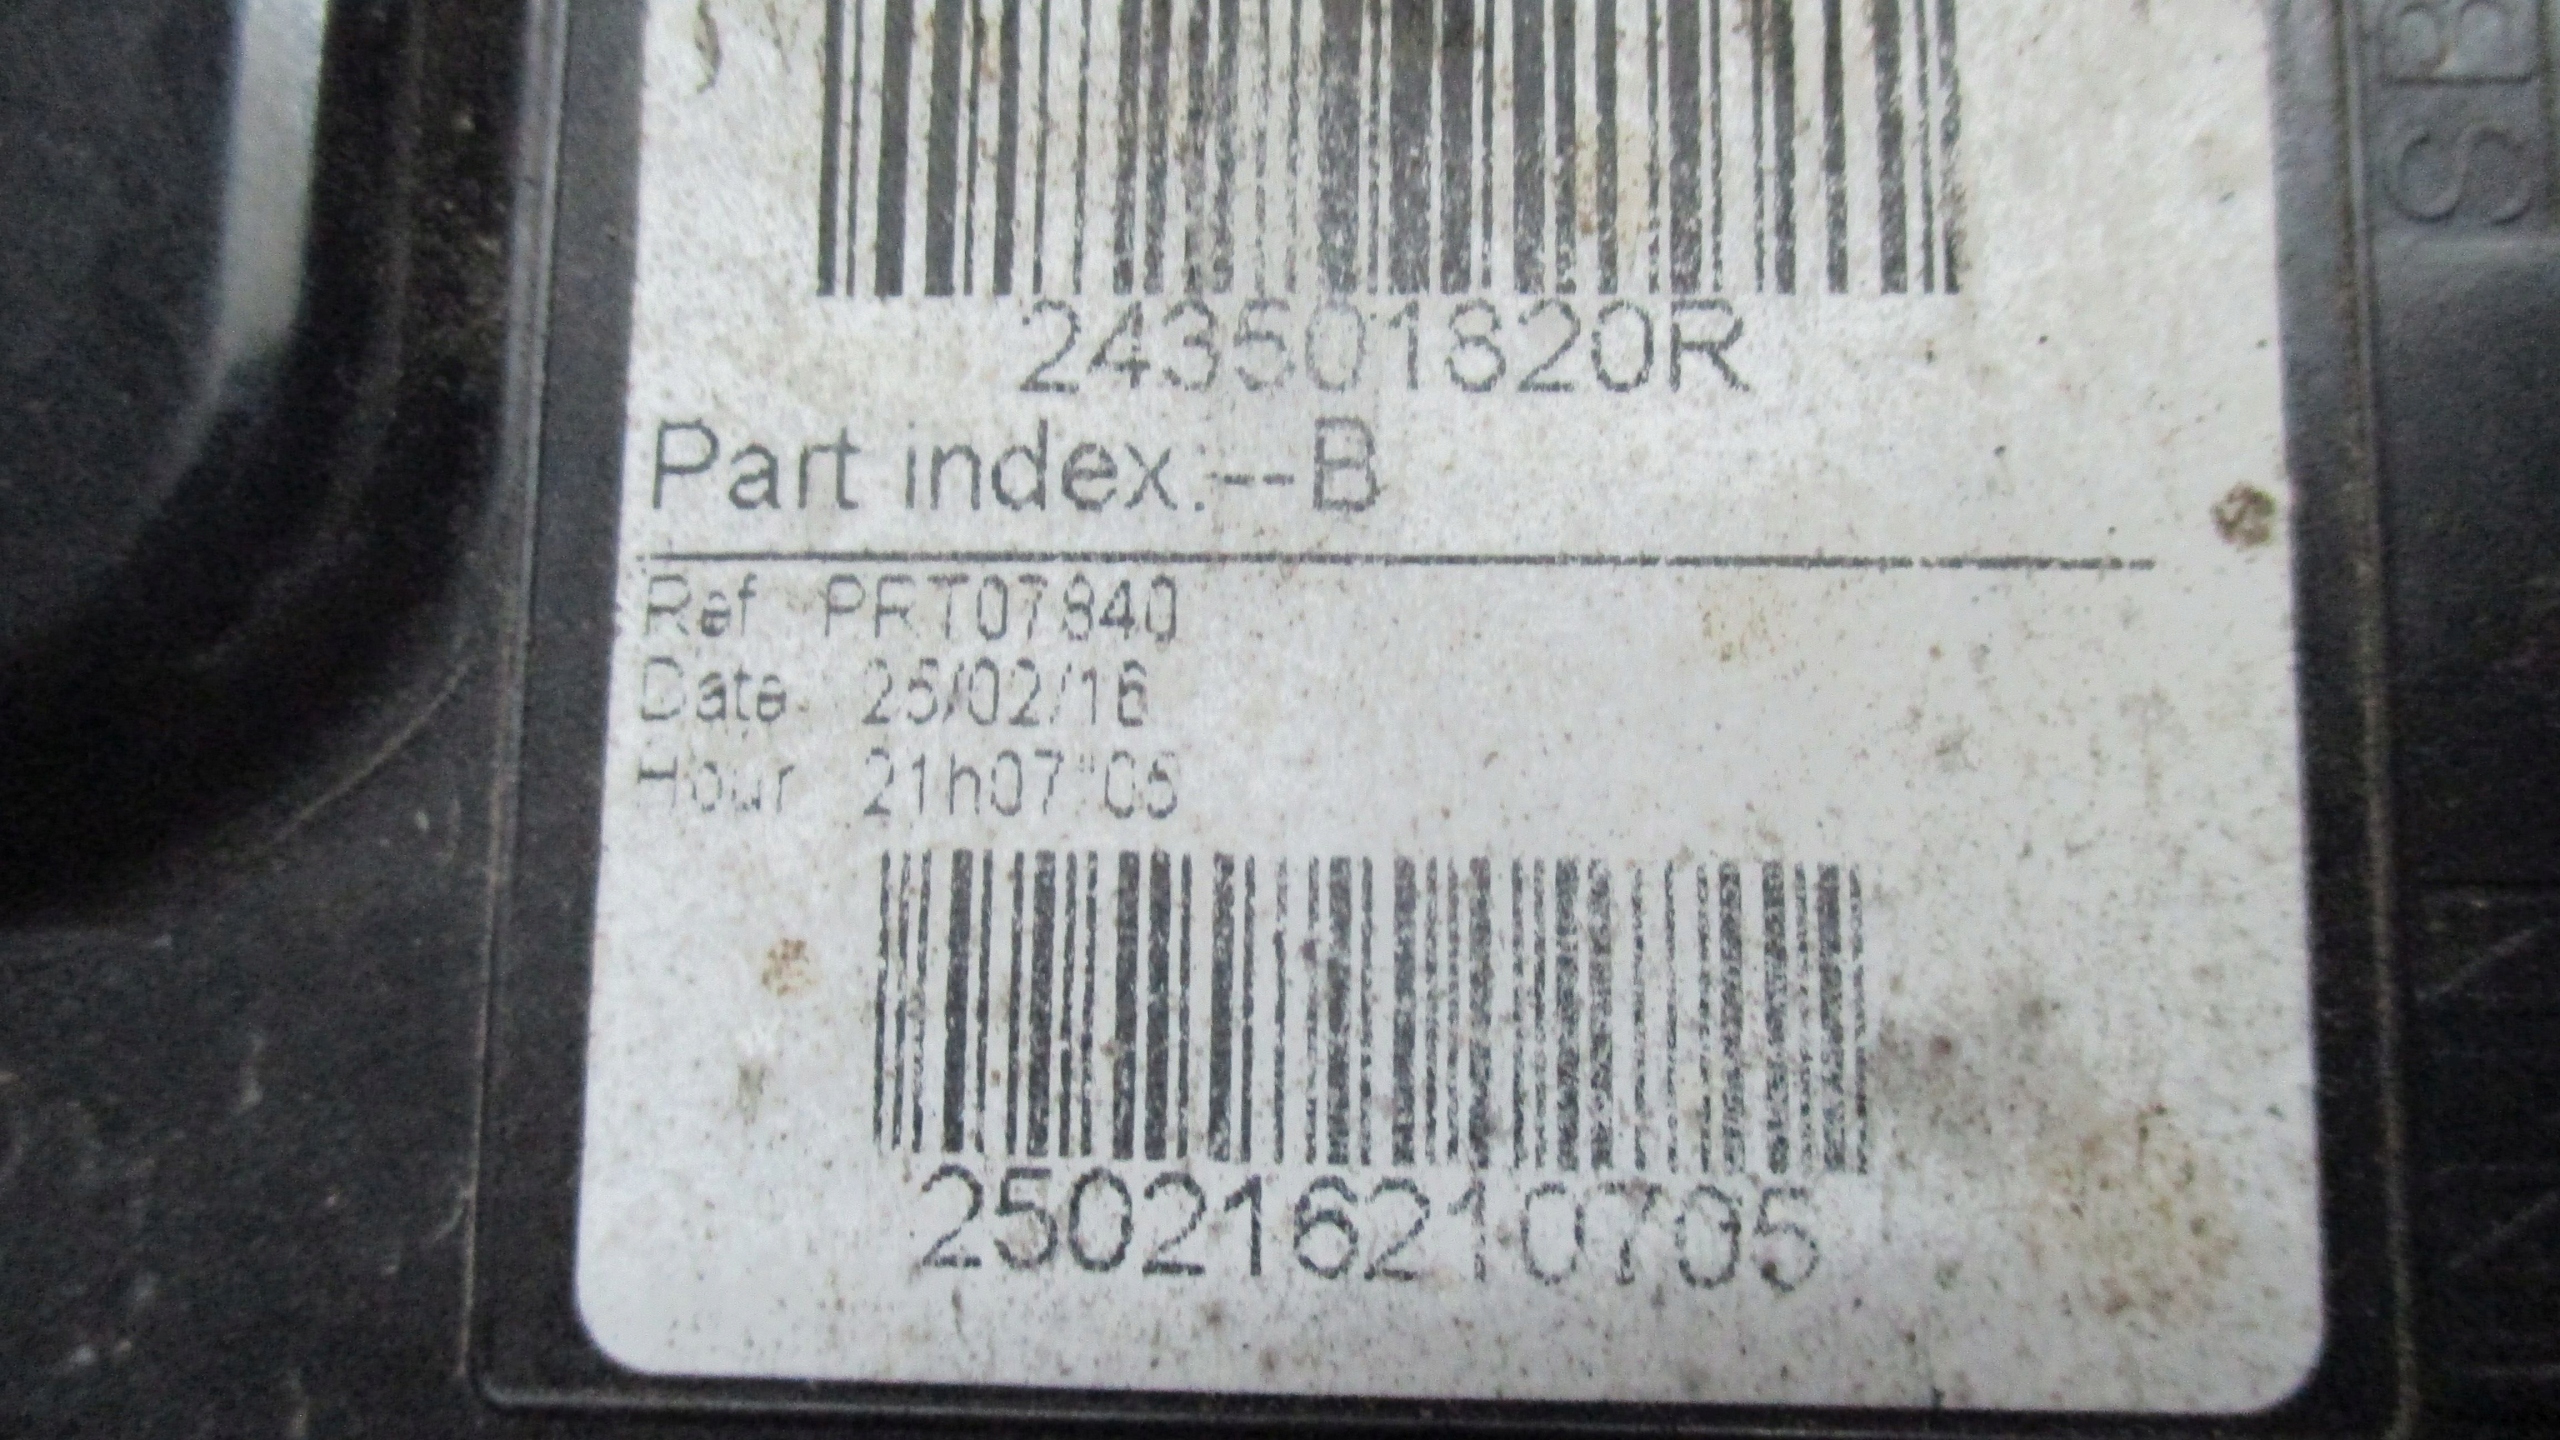 243501820R
Part index:--B
Ref PRT07840
Date 25/02/16
Hour 21h07"05
250216210705